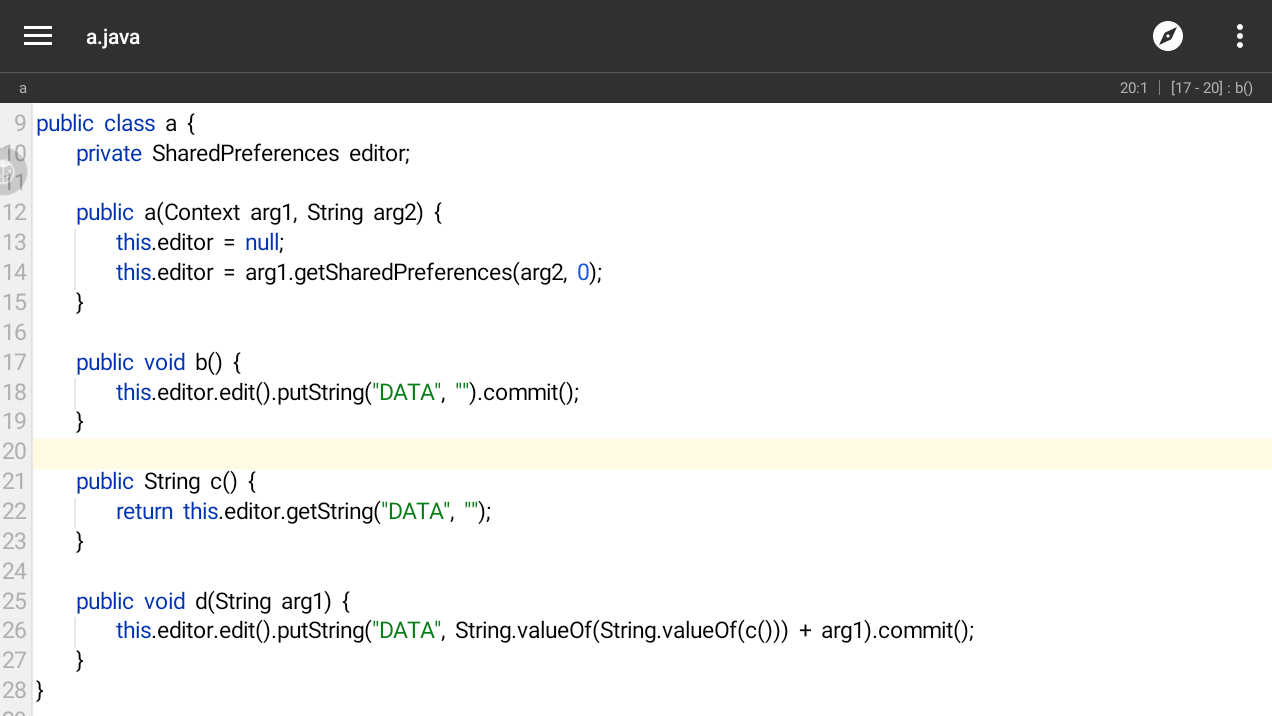 a.java
a
20:1 | [17 - 20] : b()
9 public class a {
10 private SharedPreferences editor;
11
12 public a(Context arg1, String arg2) {
13 this.editor = null;
14 this.editor = arg1.getSharedPreferences(arg2, 0);
15 }
16
17 public void b() {
18 this.editor.edit().putString("DATA", "").commit();
19 }
20
21 public String c() {
22 return this.editor.getString("DATA", "");
23 }
24
25 public void d(String arg1) {
26 this.editor.edit().putString("DATA", String.valueOf(String.valueOf(c())) + arg1).commit();
27 }
28 }